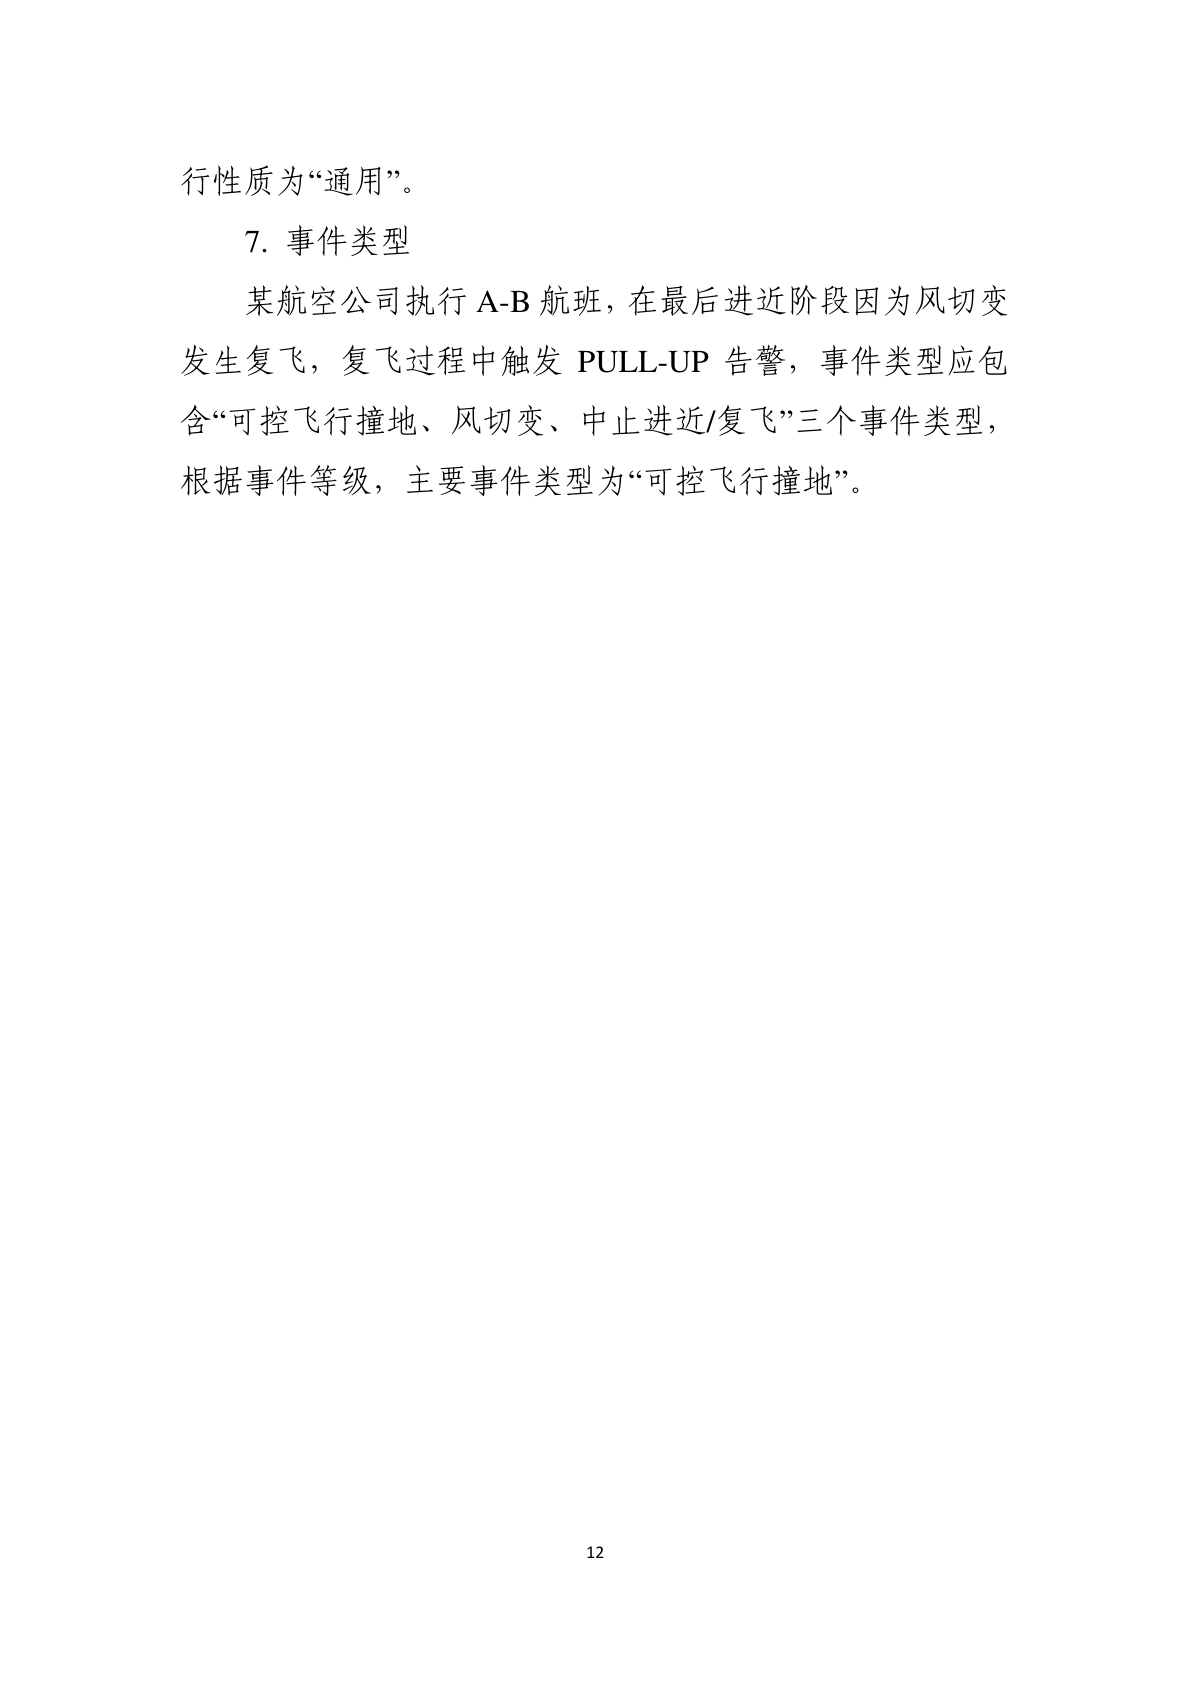 行性质为“通用”。
7. 事件类型
某航空公司执行 A-B 航班，在最后进近阶段因为风切变
发生复飞，复飞过程中触发 PULL-UP 告警，事件类型应包
含“可控飞行撞地、风切变、中止进近/复飞”三个事件类型，
根据事件等级，主要事件类型为“可控飞行撞地”。
12